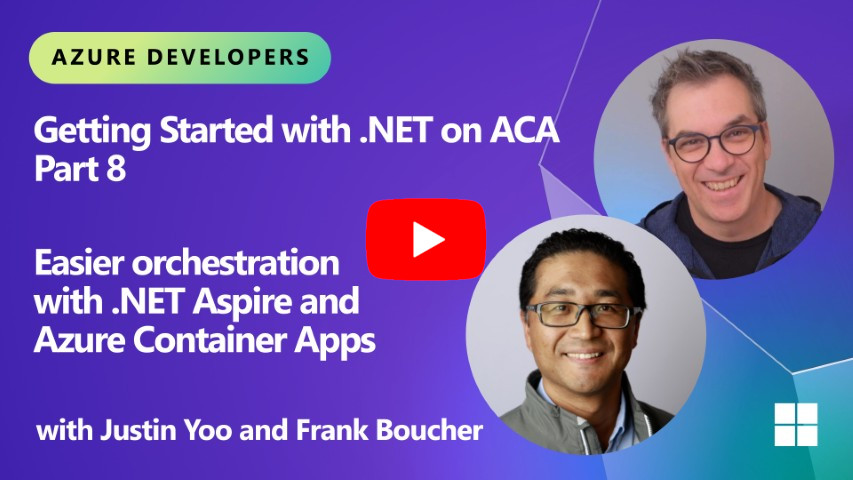 AZURE DEVELOPERS
Getting Started with .NET on ACA
Part 8
Easier orchestration
with .NET Aspire and
Azure Container Apps
with Justin Yoo and Frank Boucher